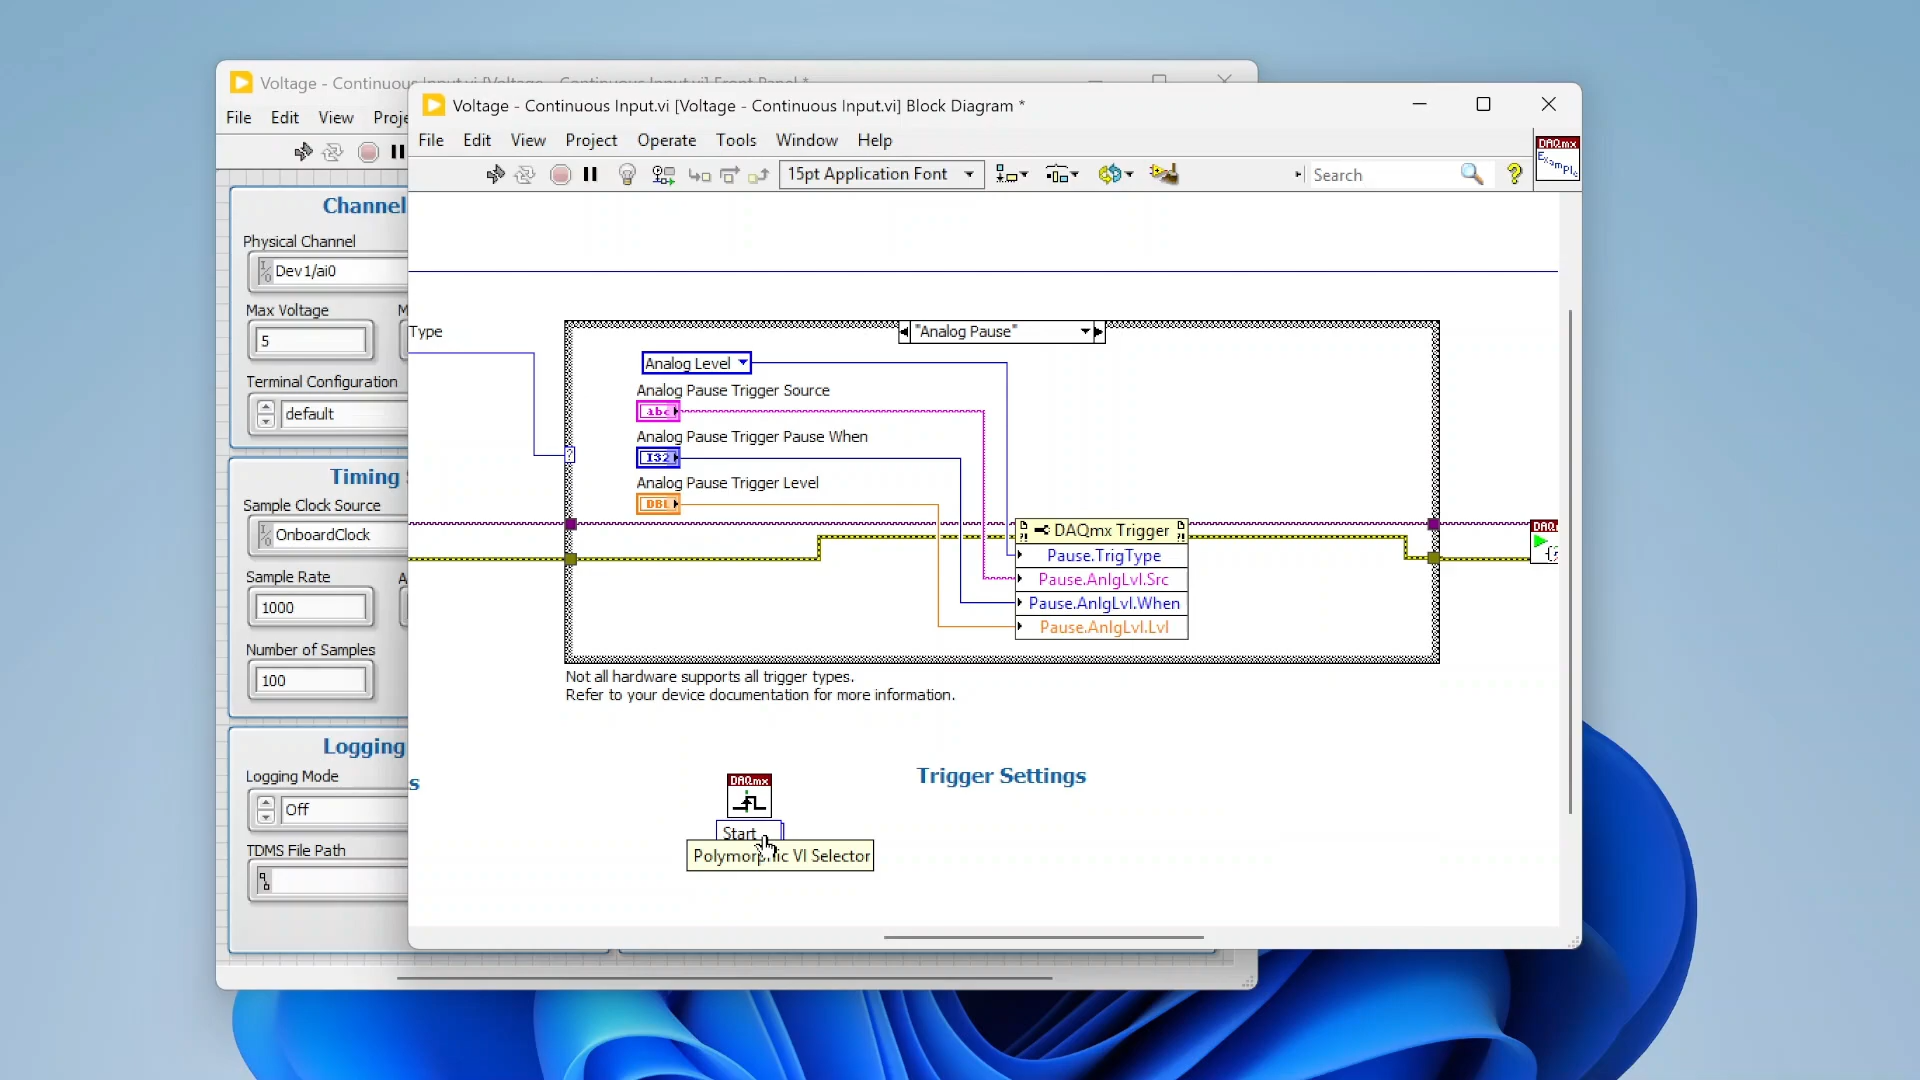 Voltage - Continuous Input.vi [Voltage - Continuous Input.vi] Front Panel *
File Edit View Proje
Channel
Physical Channel
Dev1/ai0
Max Voltage M
5
Terminal Configuration
default
Timing
Sample Clock Source
OnboardClock
Sample Rate A
1000
Number of Samples
100
Logging
Logging Mode
Off
TDMS File Path
Voltage - Continuous Input.vi [Voltage - Continuous Input.vi] Block Diagram *
File Edit View Project Operate Tools Window Help
15pt Application Font
Search
?
DAQmx
Example
Type
"Analog Pause"
Analog Level
Analog Pause Trigger Source
abc
Analog Pause Trigger Pause When
I32
Analog Pause Trigger Level
DBL
?
DAQmx Trigger
Pause.TrigType
Pause.AnlgLvl.Src
Pause.AnlgLvl.When
Pause.AnlgLvl.Lvl
DAQm
Not all hardware supports all trigger types.
Refer to your device documentation for more information.
s
Trigger Settings
DAQmx
Start
Polymorphic VI Selector